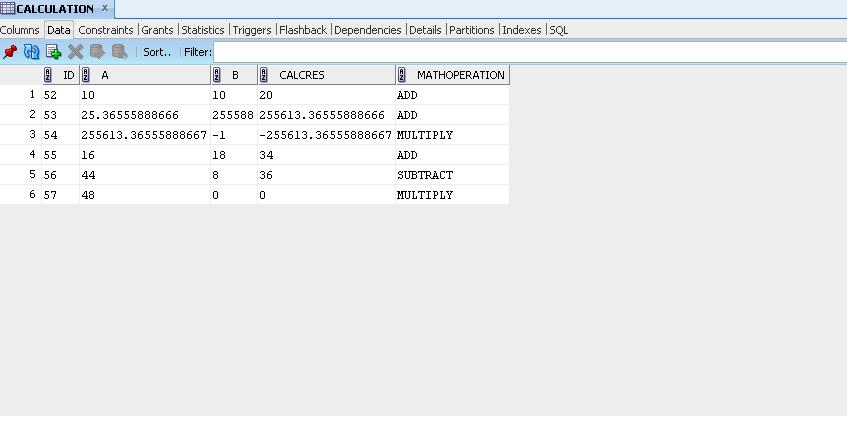 CALCULATION x
Columns Data Constraints Grants Statistics Triggers Flashback Dependencies Details Partitions Indexes SQL
Sort.. Filter:
ID A B CALCRES MATHOPERATION
1 52 10 10 20 ADD
2 53 25.36555888666 255588 255613.36555888666 ADD
3 54 255613.36555888667 -1 -255613.36555888667 MULTIPLY
4 55 16 18 34 ADD
5 56 44 8 36 SUBTRACT
6 57 48 0 0 MULTIPLY